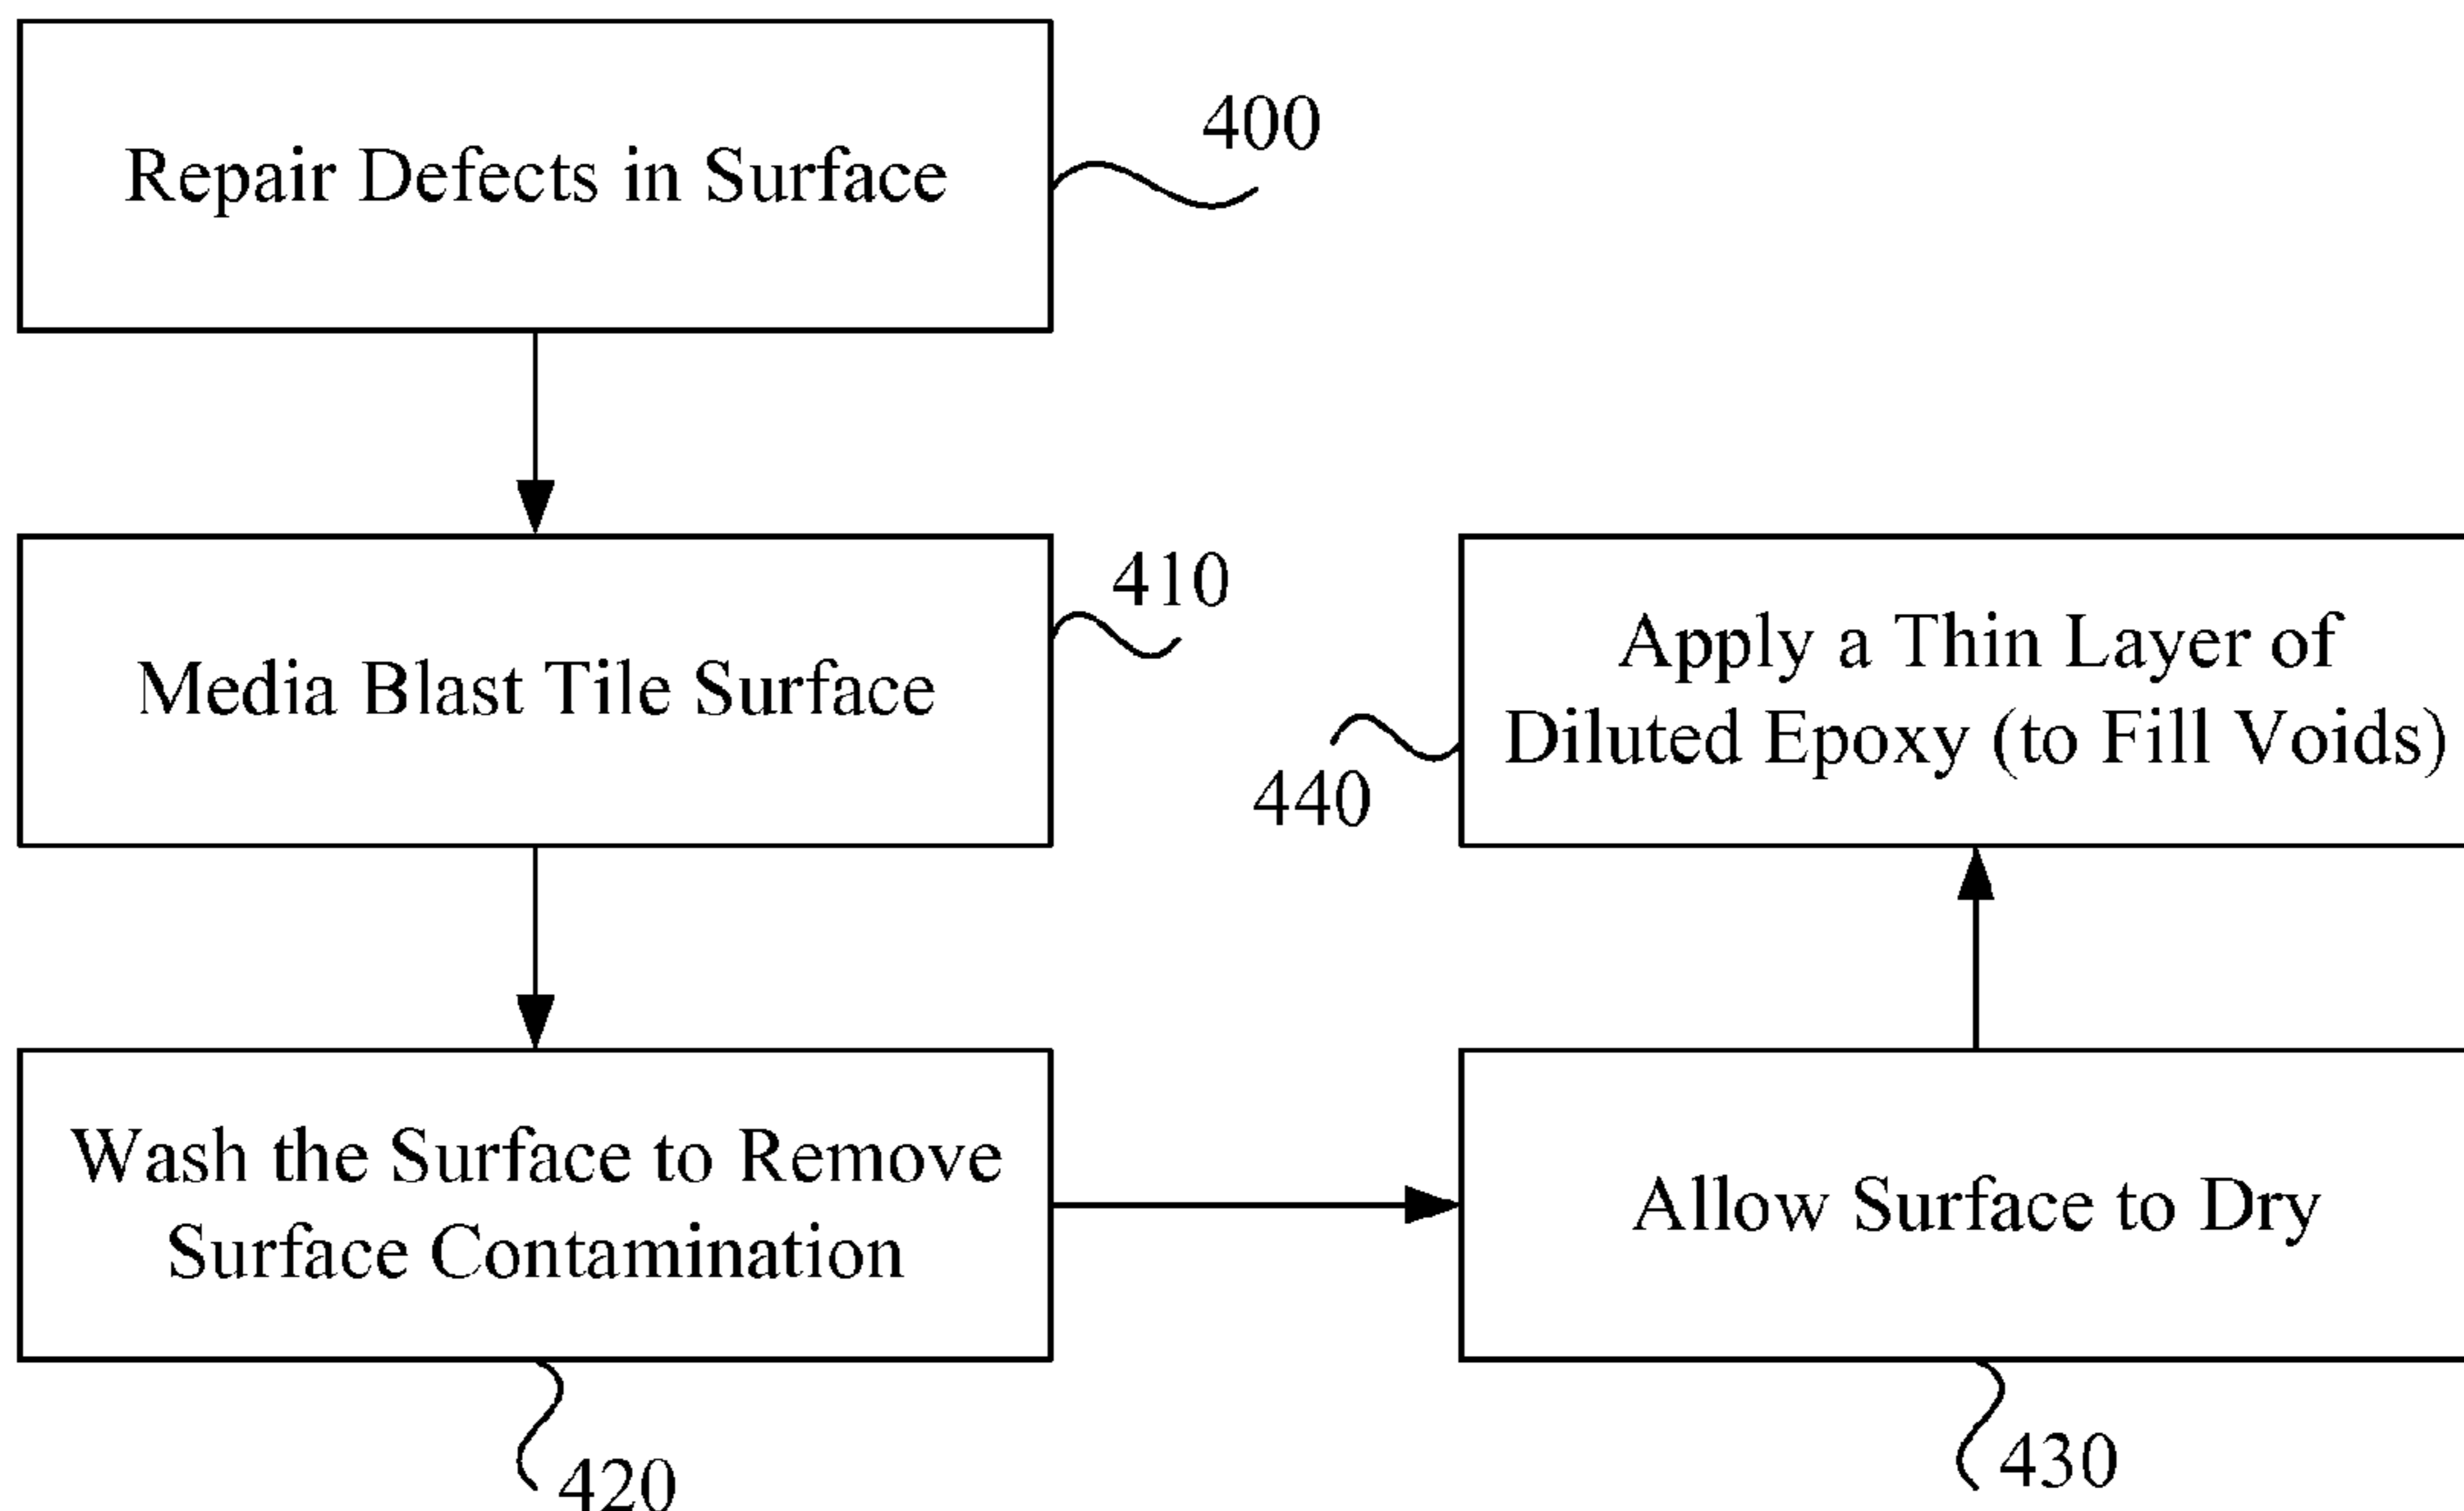 Repair Defects in Surface
400
Media Blast Tile Surface
410
Wash the Surface to Remove
Surface Contamination
420
Allow Surface to Dry
430
Apply a Thin Layer of
Diluted Epoxy (to Fill Voids)
440